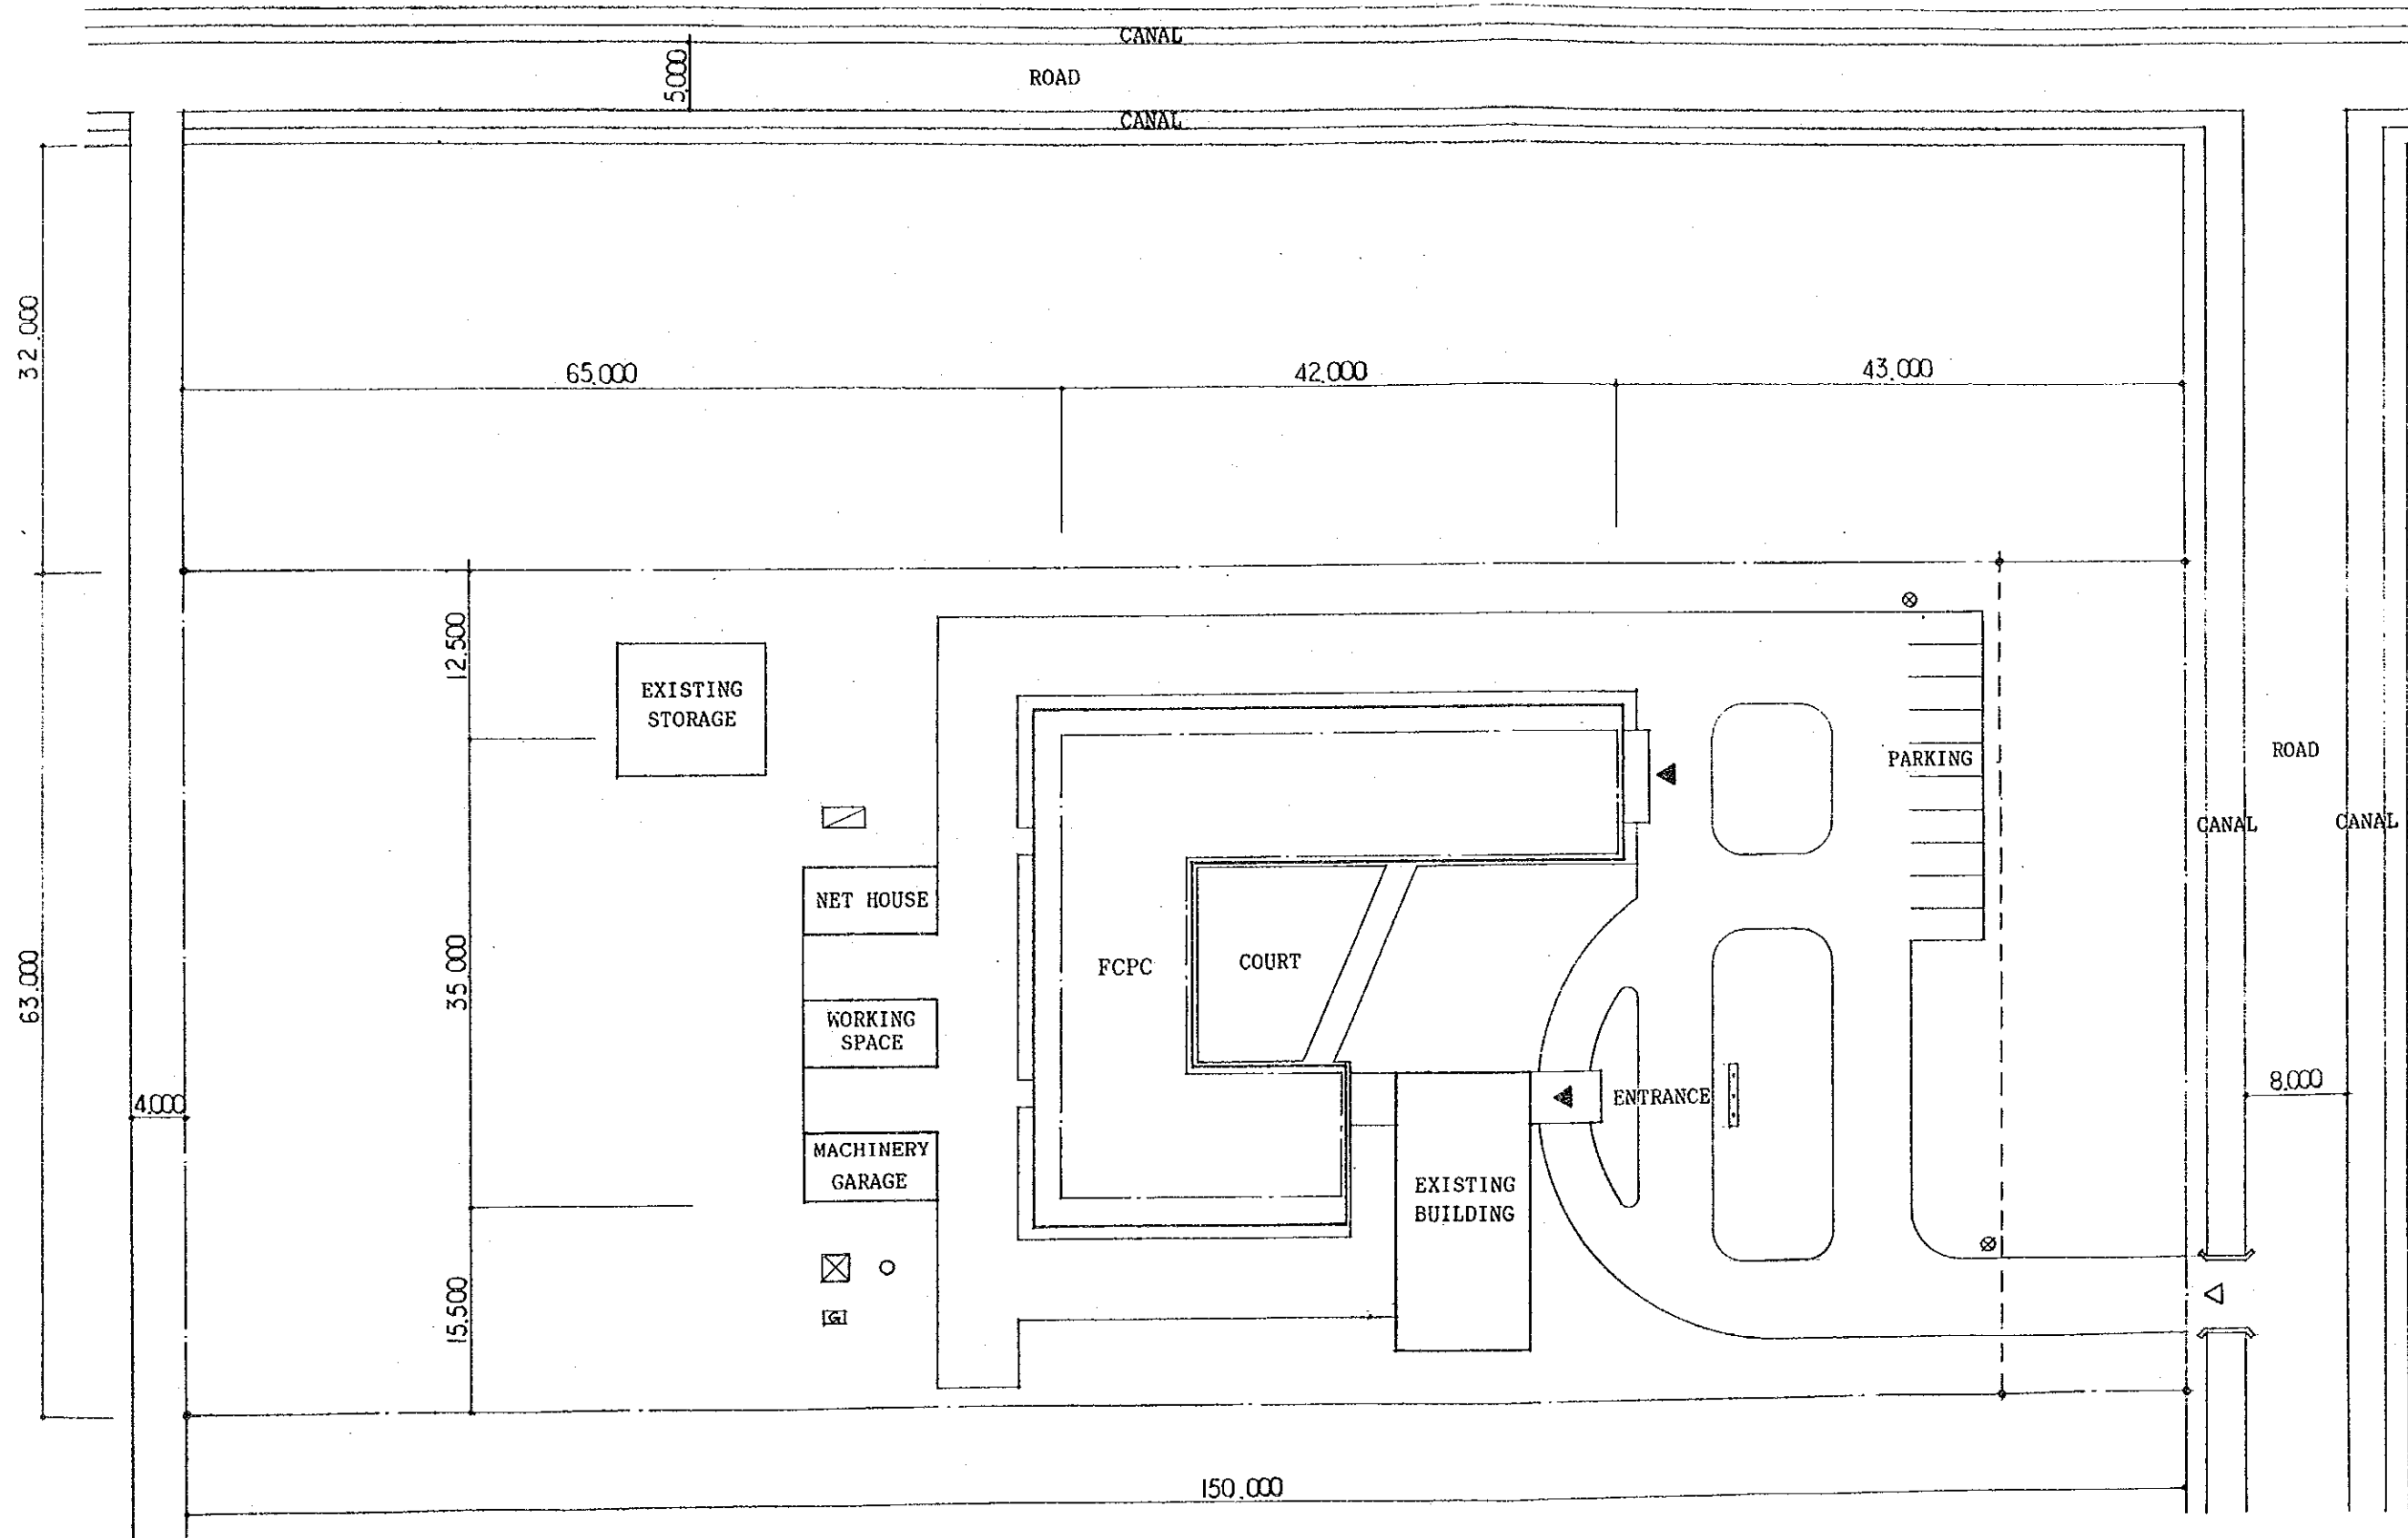 CANAL
5,000
ROAD
CANAL
32.000
65,000
42,000
43,000
12.500
EXISTING
STORAGE
ROAD
PARKING
CANAL
CANAL
NET HOUSE
63.000
35 000
FCPC
COURT
WORKING
SPACE
4.000
8.000
ENTRANCE
MACHINERY
GARAGE
EXISTING
BUILDING
15.500
G
150.000